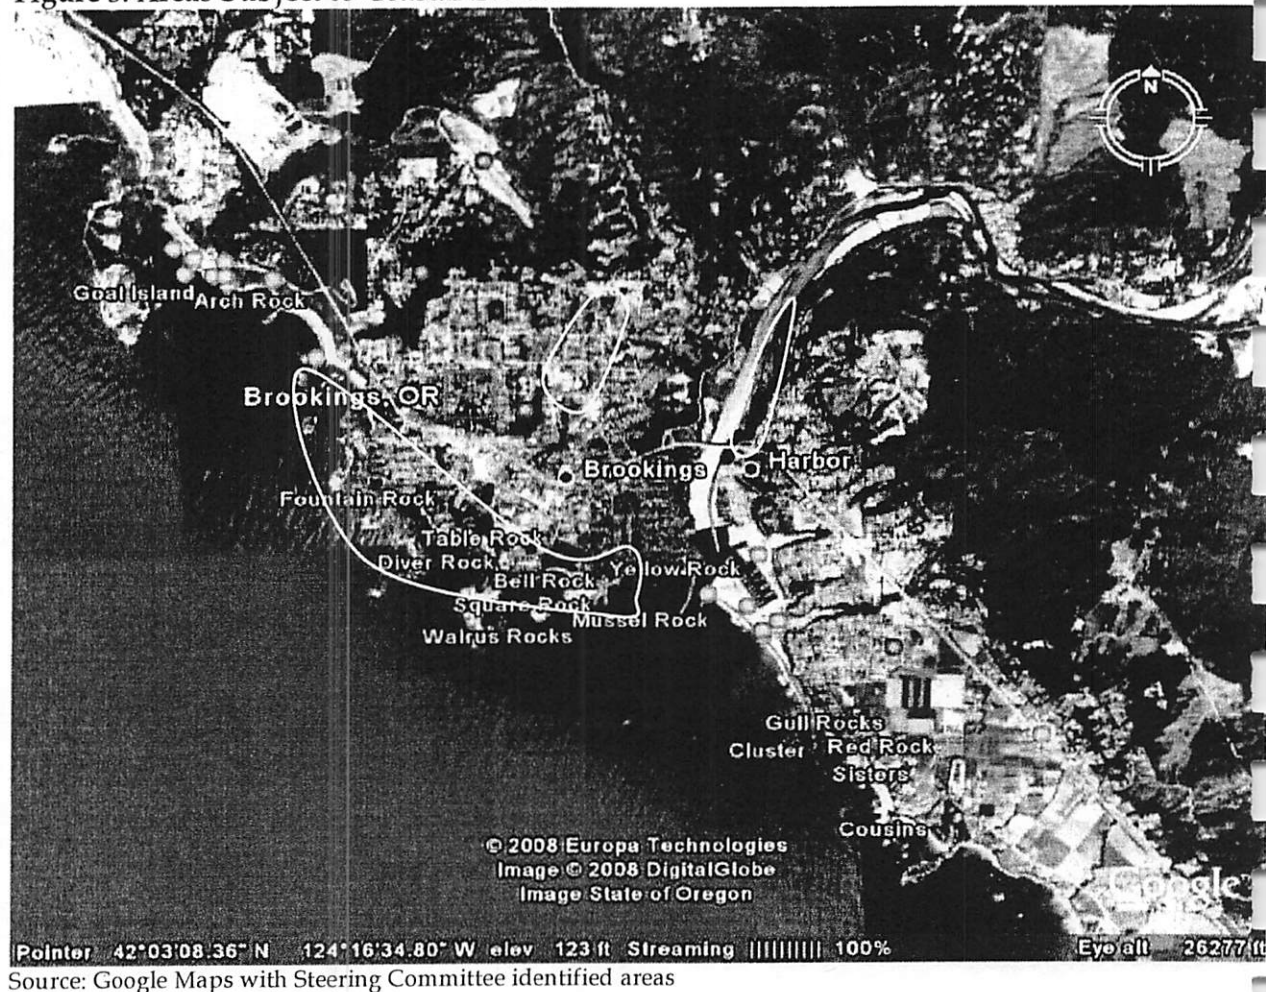 Goat Island
Arch Rock
Brookings, OR
Brookings
Harbor
Fountain Rock
Table Rock
Diver Rock
Yellow Rock
Bell Rock
Square Rock
Mussel Rock
Walrus Rocks
Gull Rocks
Cluster
Red Rock
Sisters
Cousins
N
© 2008 Europa Technologies
Image © 2008 DigitalGlobe
Image State of Oregon
Google
Pointer 42°03'08.36" N 124°16'34.80" W elev 123 ft Streaming |||||||||| 100% Eye alt 26277 ft
Source: Google Maps with Steering Committee identified areas